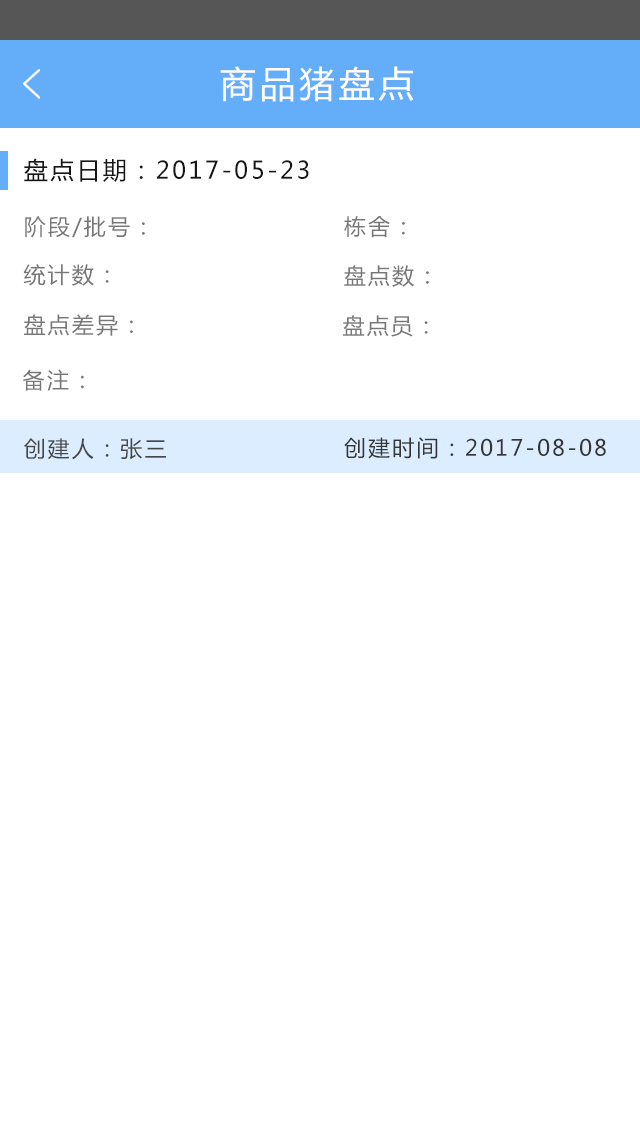 商品猪盘点
盘点日期：2017-05-23
阶段/批号： 栋舍：
统计数： 盘点数：
盘点差异： 盘点员：
备注：
创建人：张三 创建时间：2017-08-08